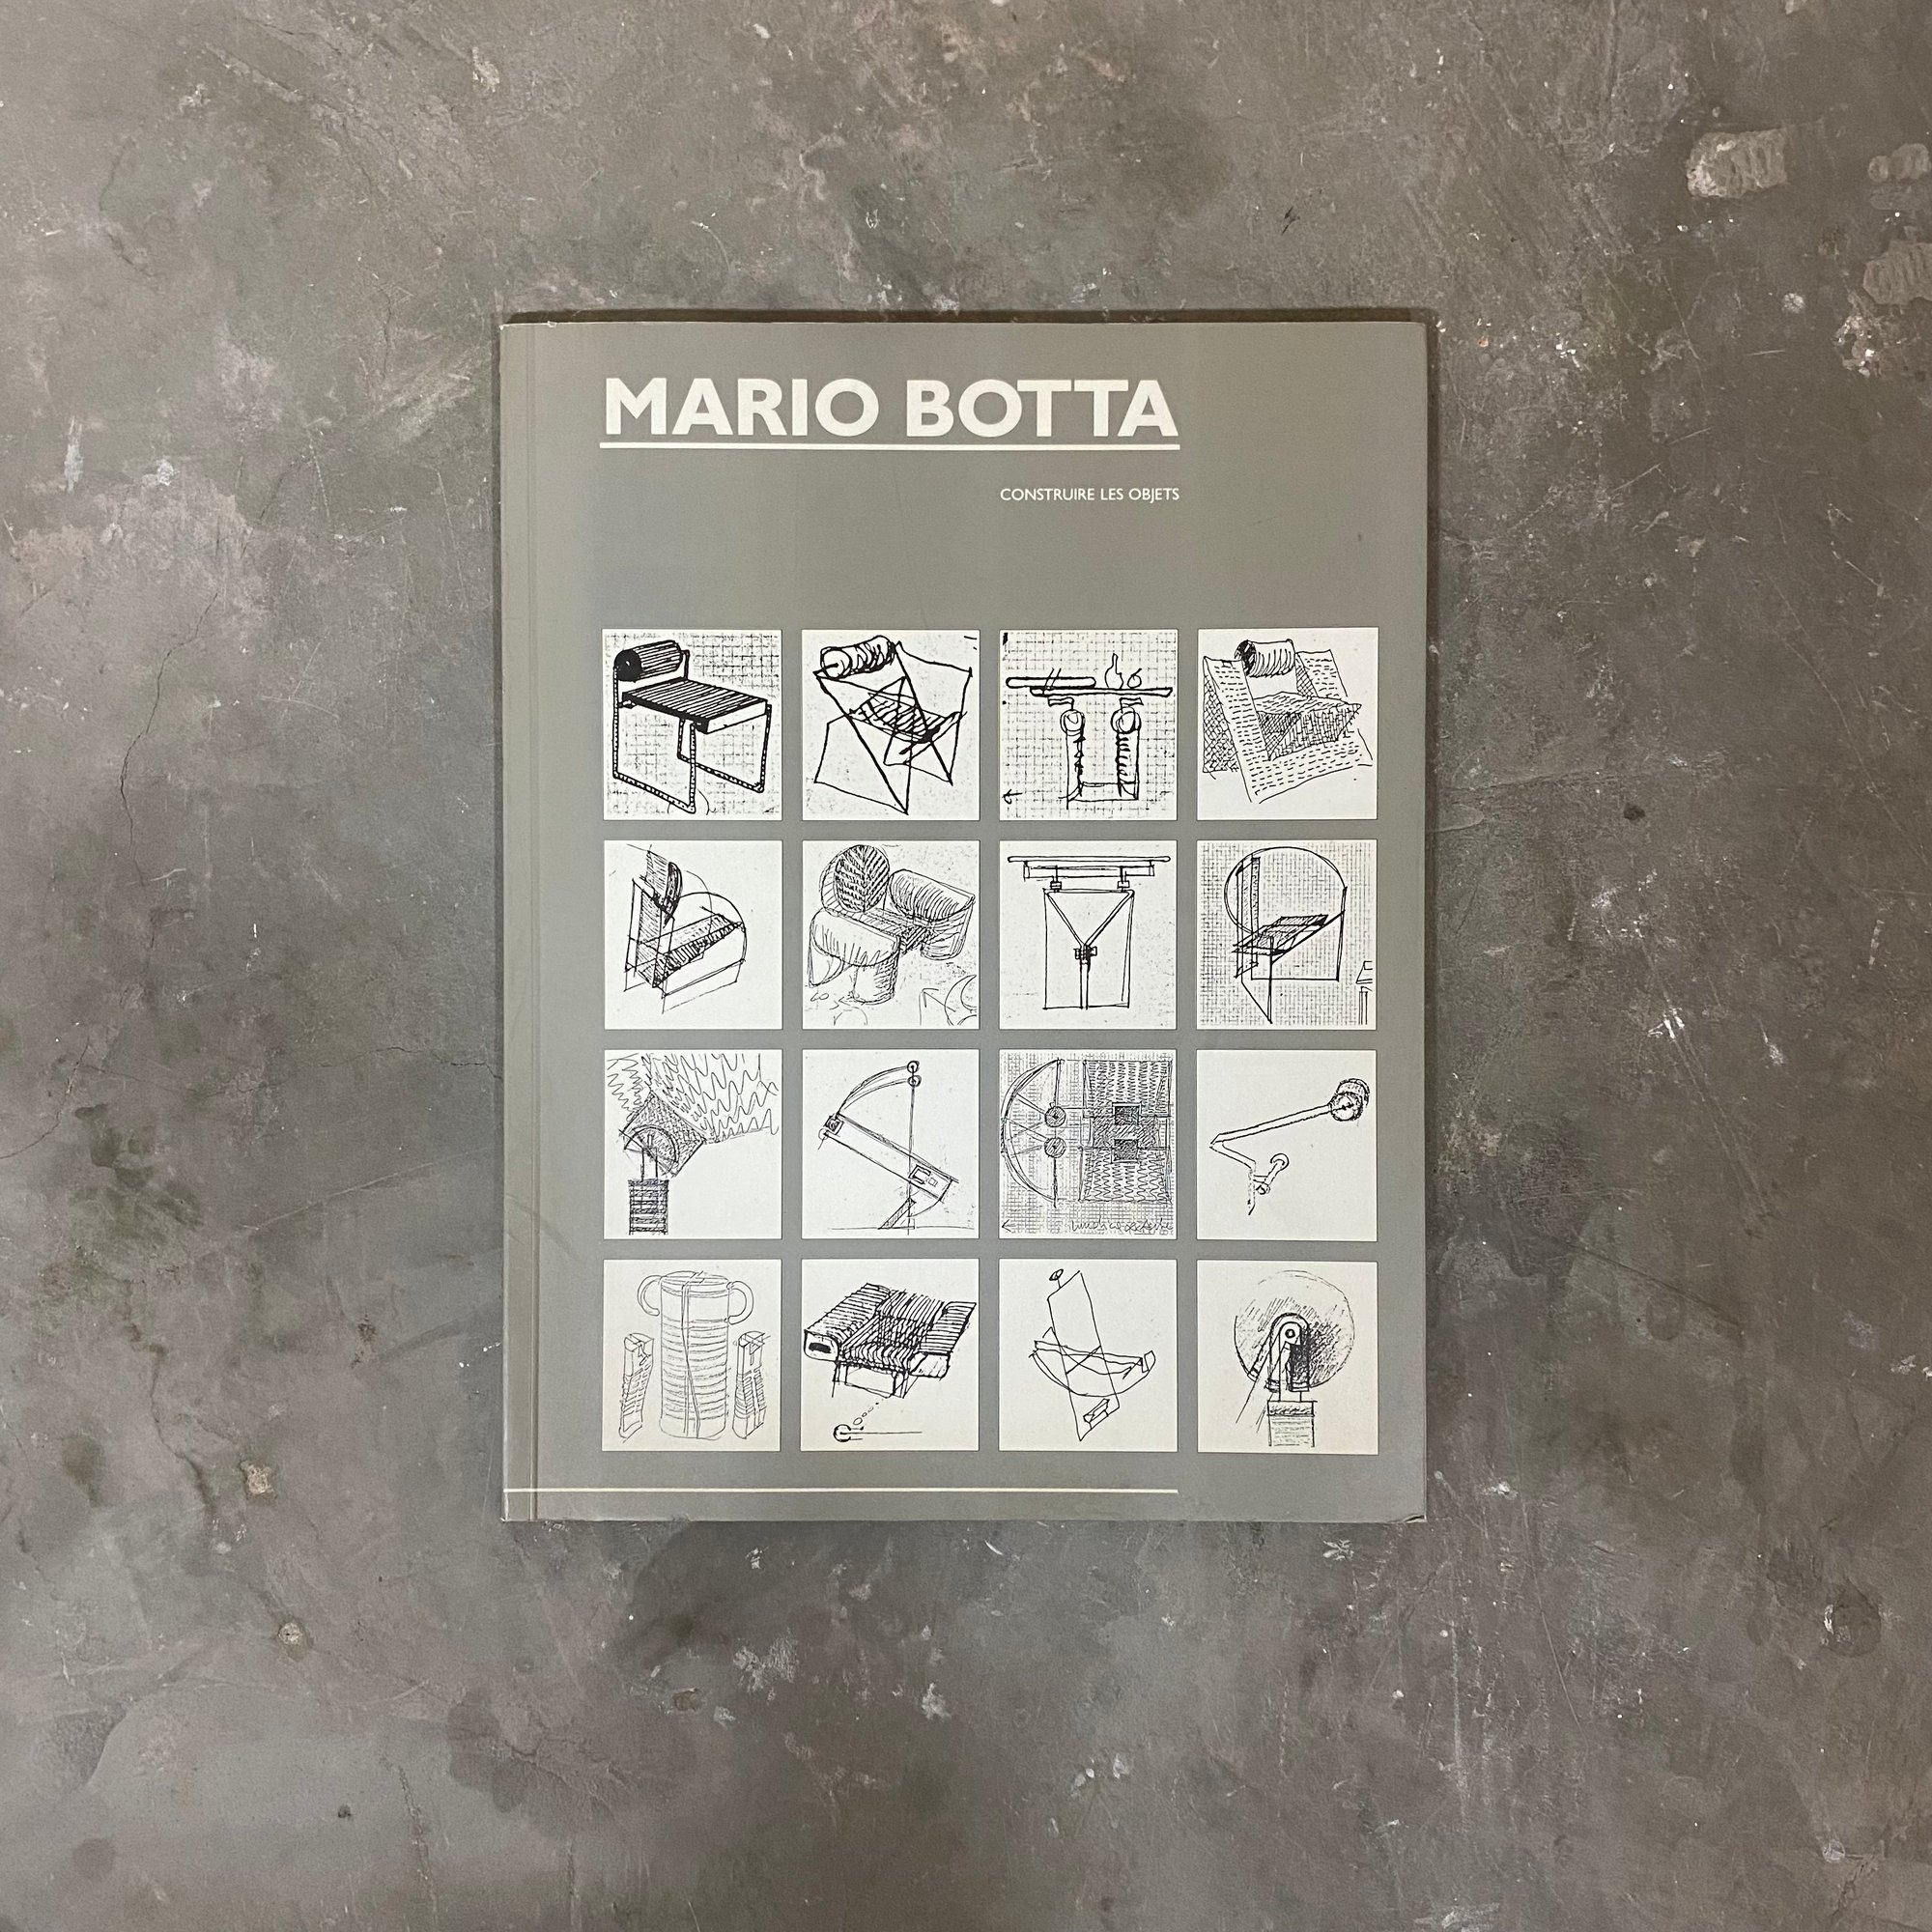 MARIO BOTTA
CONSTRUIRE LES OBJETS